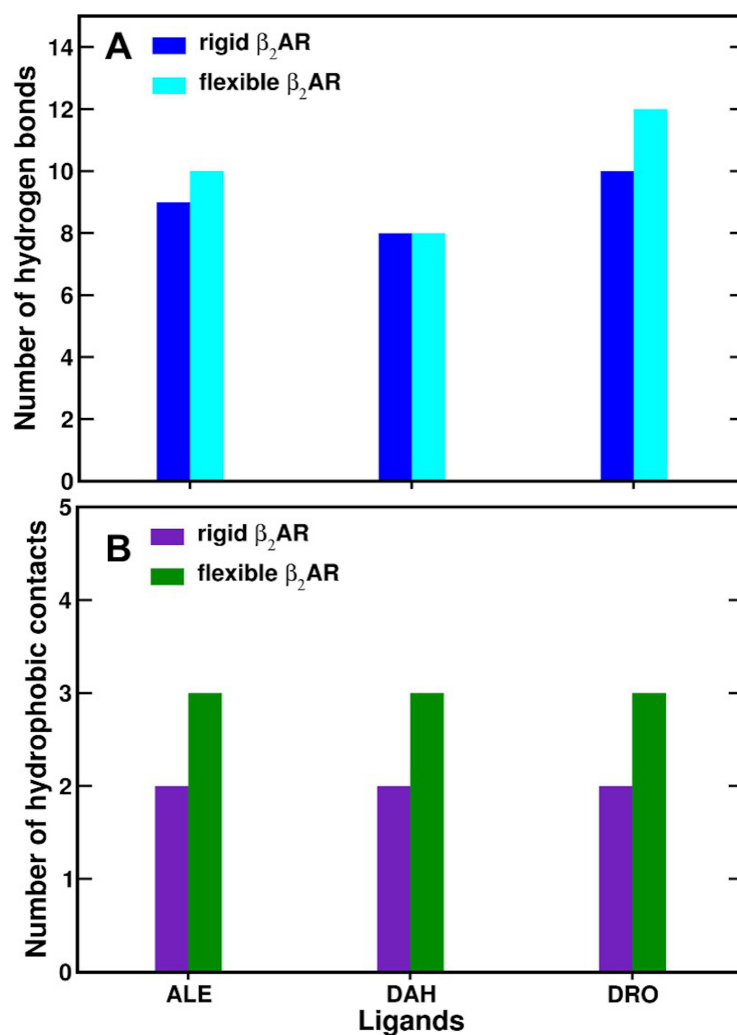 A
rigid β₂AR
flexible β₂AR
Number of hydrogen bonds
14
12
10
8
6
4
2
0
B
rigid β₂AR
flexible β₂AR
Number of hydrophobic contacts
5
4
3
2
1
0
ALE DAH DRO
Ligands